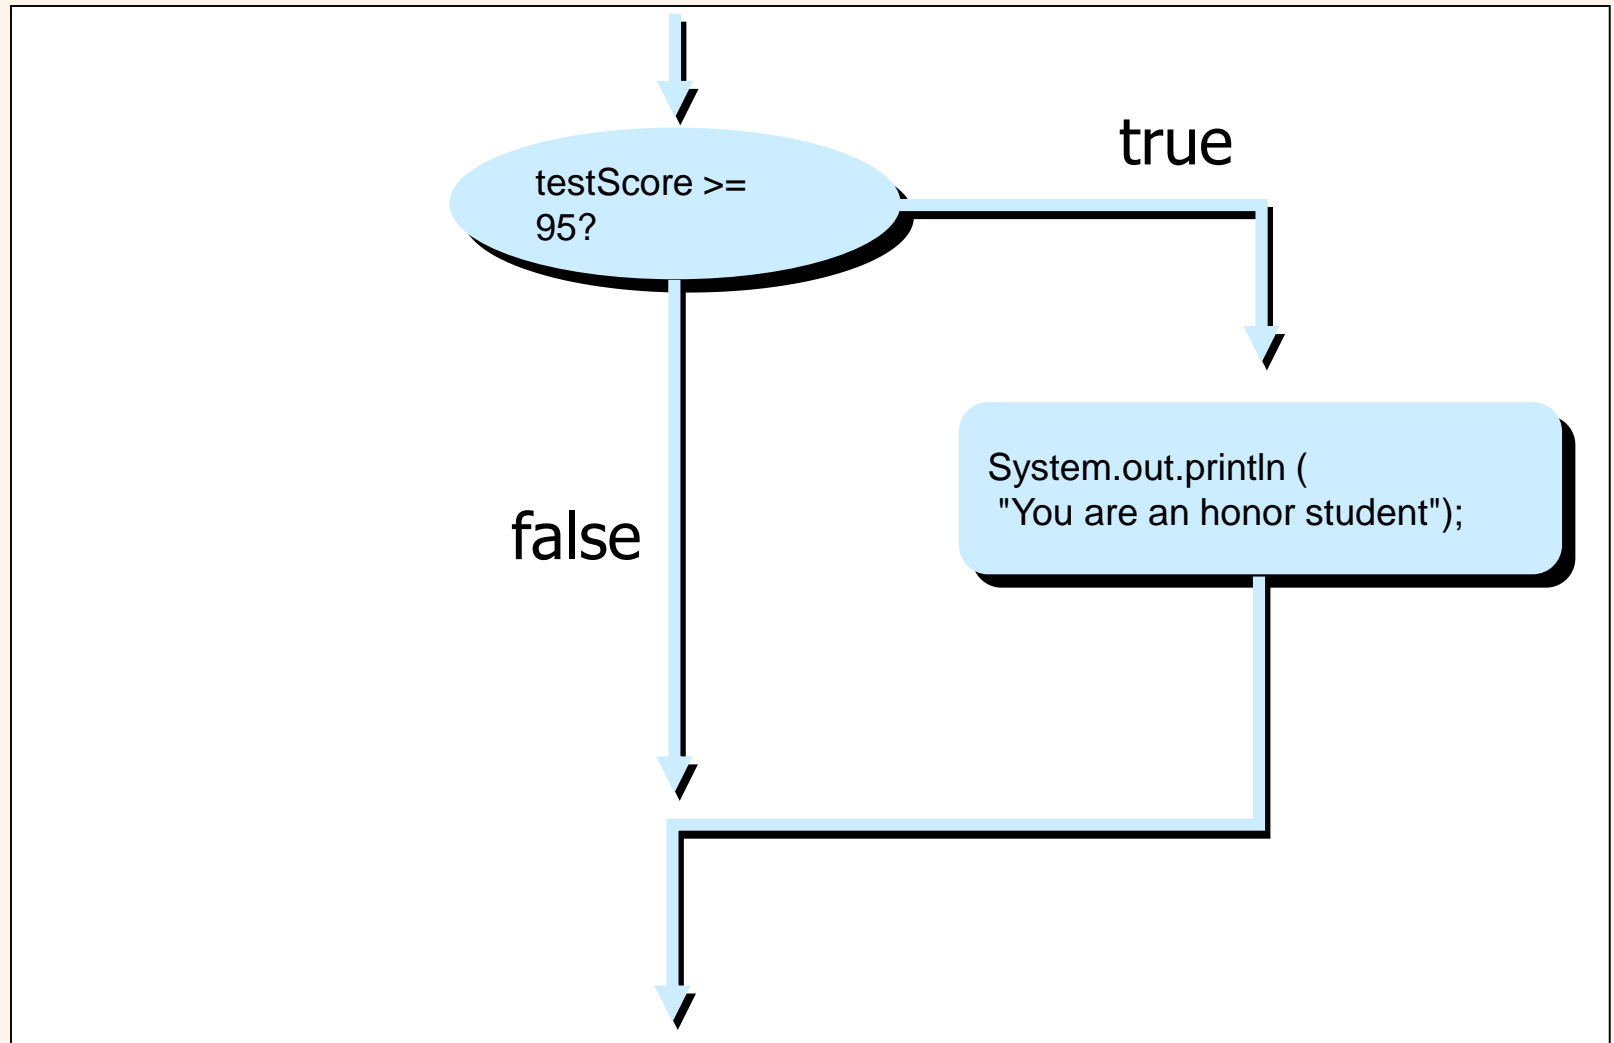 true
testScore >=
95?
System.out.println (
"You are an honor student");
false